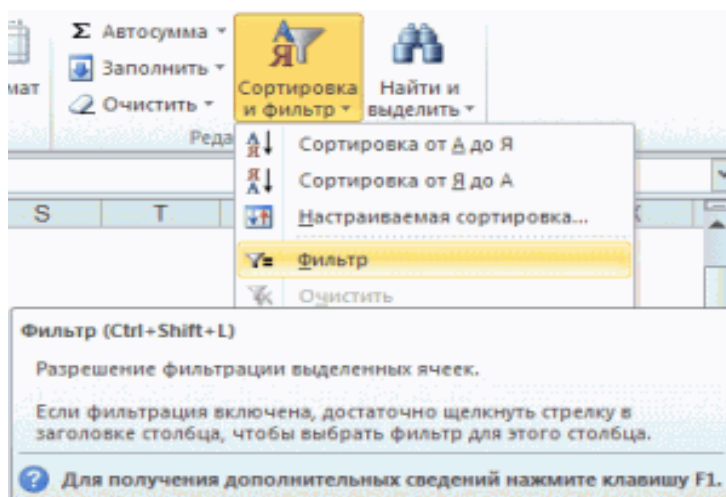 Σ Автосумма
Заполнить
мат
Очистить
Сортировка и фильтр
Найти и выделить
Реда
Сортировка от А до Я
Сортировка от Я до А
S T
Настраиваемая сортировка...
Фильтр
Очистить
Фильтр (Ctrl+Shift+L)
Разрешение фильтрации выделенных ячеек.
Если фильтрация включена, достаточно щелкнуть стрелку в
заголовке столбца, чтобы выбрать фильтр для этого столбца.
Для получения дополнительных сведений нажмите клавишу F1.